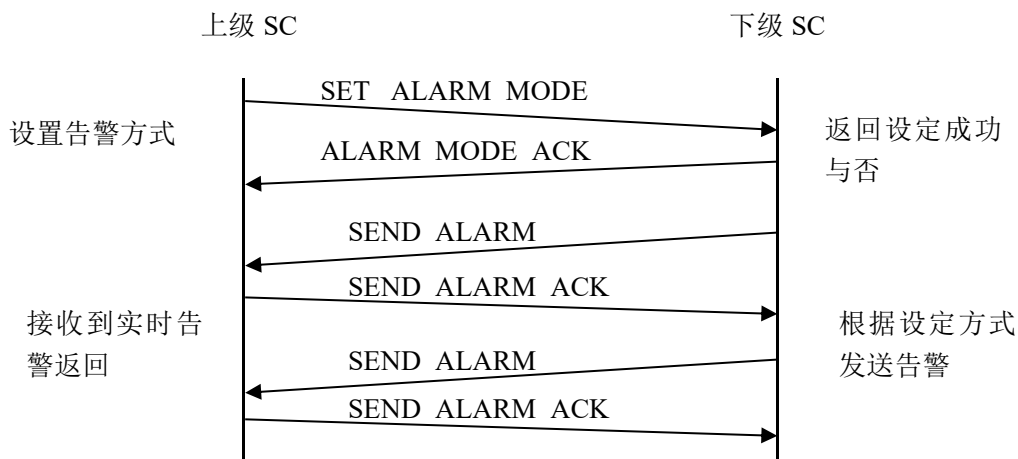 上级 SC
下级 SC
SET ALARM MODE
设置告警方式
返回设定成功
与否
ALARM MODE ACK
SEND ALARM
SEND ALARM ACK
接收到实时告
警返回
根据设定方式
发送告警
SEND ALARM
SEND ALARM ACK